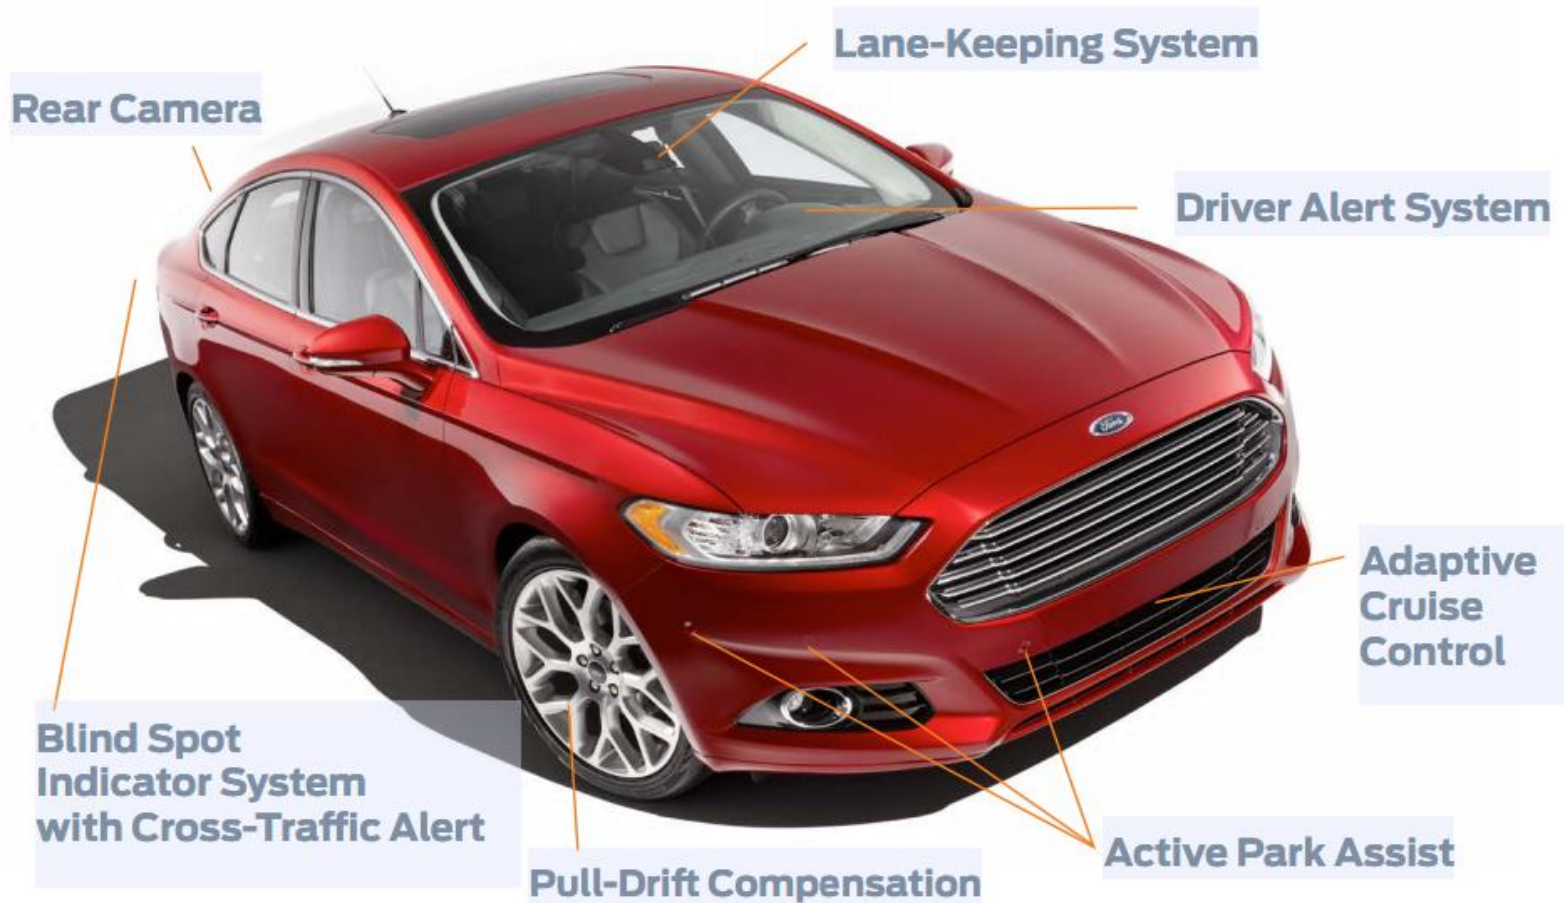 Lane-Keeping System
Rear Camera
Driver Alert System
Ford
Adaptive
Cruise
Control
Blind Spot
Indicator System
with Cross-Traffic Alert
Active Park Assist
Pull-Drift Compensation